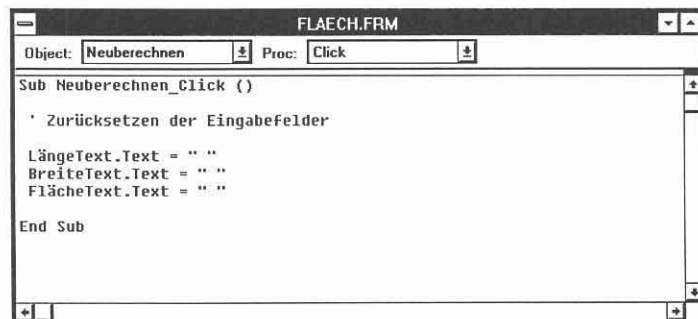 FLAECH.FRM
Object: Neuberechnen Proc: Click
Sub Neuberechnen_Click ()
' Zurücksetzen der Eingabefelder
LängeText.Text = " "
BreiteText.Text = " "
FlächeText.Text = " "
End Sub